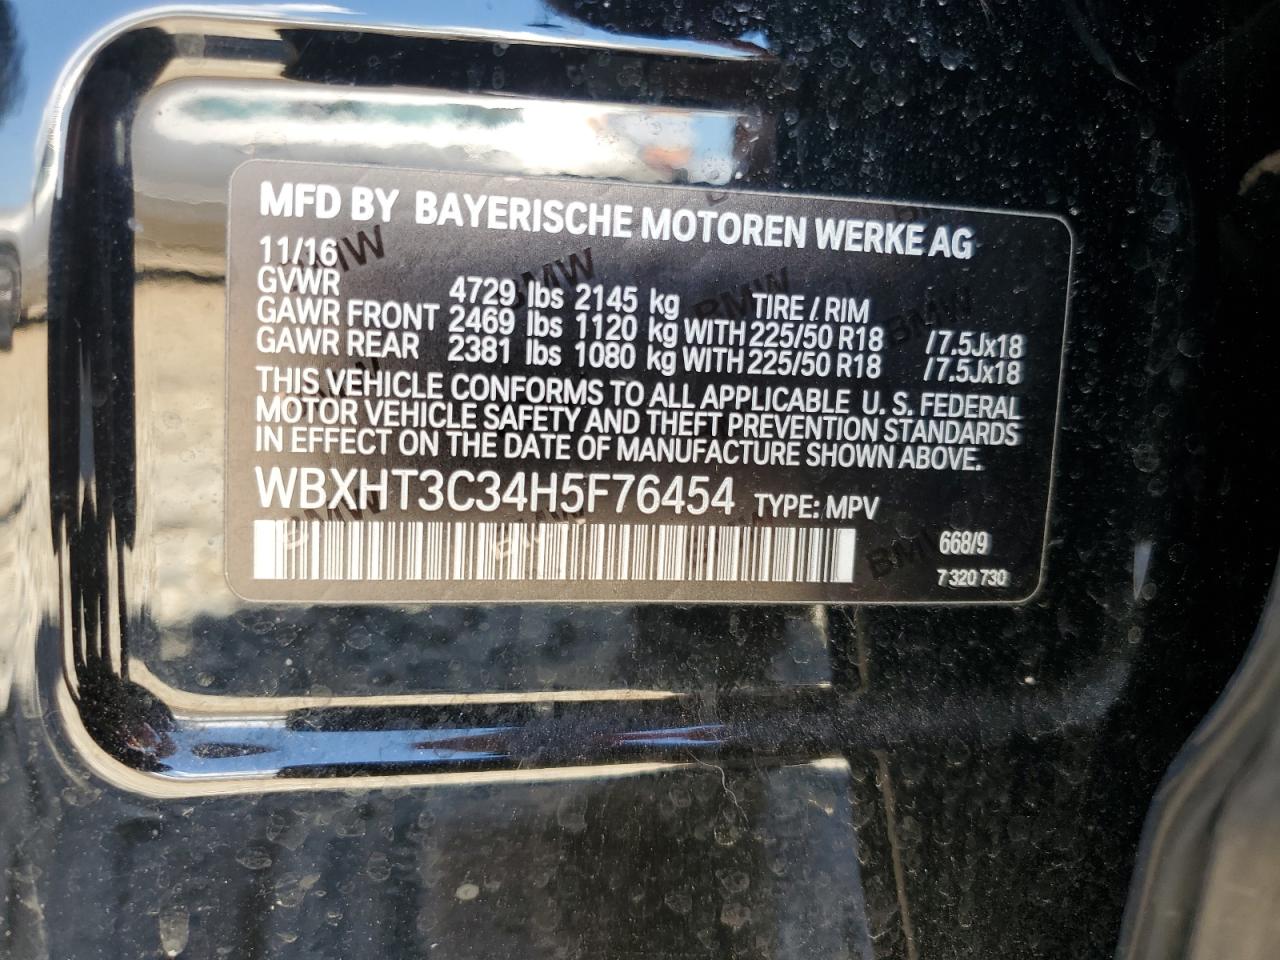 MFD BY BAYERISCHE MOTOREN WERKE AG
11/16
GVWR 4729 lbs 2145 kg TIRE / RIM
GAWR FRONT 2469 lbs 1120 kg WITH 225/50 R18 /7.5Jx18
GAWR REAR 2381 lbs 1080 kg WITH 225/50 R18 /7.5Jx18
THIS VEHICLE CONFORMS TO ALL APPLICABLE U. S. FEDERAL
MOTOR VEHICLE SAFETY AND THEFT PREVENTION STANDARDS
IN EFFECT ON THE DATE OF MANUFACTURE SHOWN ABOVE.
WBXHT3C34H5F76454 TYPE: MPV
668/9
7 320 730